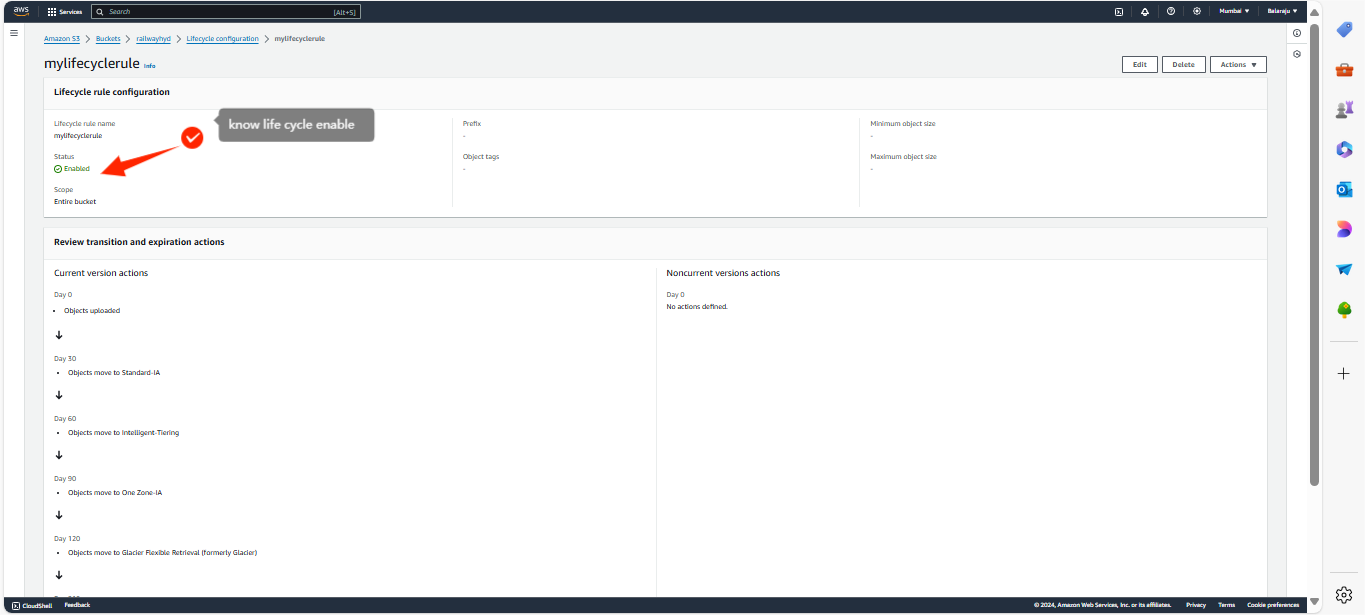 aws
Services
Search
[Alt+S]
Mumbai
Balaraju
Amazon S3 > Buckets > railwayhyd > Lifecycle configuration > mylifecyclerule
mylifecyclerule Info
Edit
Delete
Actions
Lifecycle rule configuration
Lifecycle rule name
mylifecyclerule
know life cycle enable
Status
Enabled
Scope
Entire bucket
Prefix
-
Object tags
-
Minimum object size
-
Maximum object size
-
Review transition and expiration actions
Current version actions
Day 0
Objects uploaded
Day 30
Objects move to Standard-IA
Day 60
Objects move to Intelligent-Tiering
Day 90
Objects move to One Zone-IA
Day 120
Objects move to Glacier Flexible Retrieval (formerly Glacier)
Noncurrent versions actions
Day 0
No actions defined.
CloudShell
Feedback
© 2024, Amazon Web Services, Inc. or its affiliates.
Privacy
Terms
Cookie preferences